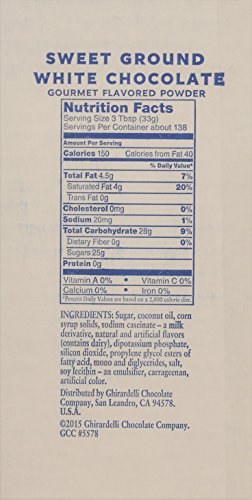 SWEET GROUND
WHITE CHOCOLATE
GOURMET FLAVORED POWDER
Nutrition Facts
Serving Size 3 Tbsp (33g)
Servings Per Container about 138
Amount Per Serving
Calories 150 Calories from Fat 40
% Daily Value*
Total Fat 4.5g 7%
Saturated Fat 4g 20%
Trans Fat 0g
Cholesterol 0mg 0%
Sodium 20mg 1%
Total Carbohydrate 28g 9%
Dietary Fiber 0g 0%
Sugars 25g
Protein 0g
Vitamin A 0% • Vitamin C 0%
Calcium 0% • Iron 0%
*Percent Daily Values are based on a 2,000 calorie diet.
INGREDIENTS: Sugar, coconut oil, corn
syrup solids, sodium caseinate – a milk
derivative, natural and artificial flavors
(contains dairy), dipotassium phosphate,
silicon dioxide, propylene glycol esters of
fatty acid, mono and diglycerides, salt,
soy lecithin – an emulsifier, carrageenan,
artificial color.
Distributed by Ghirardelli Chocolate
Company, San Leandro, CA 94578.
U.S.A.
©2015 Ghirardelli Chocolate Company.
GCC #5578